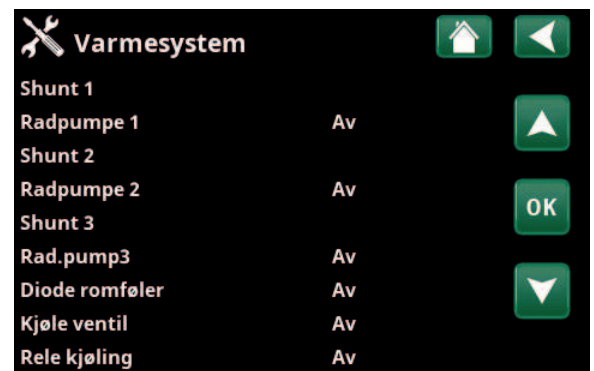 Varmesystem
Shunt 1
Radpumpe 1 Av
Shunt 2
Radpumpe 2 Av
OK
Shunt 3
Rad.pump3 Av
Diode romføler Av
Kjøle ventil Av
Rele kjøling Av